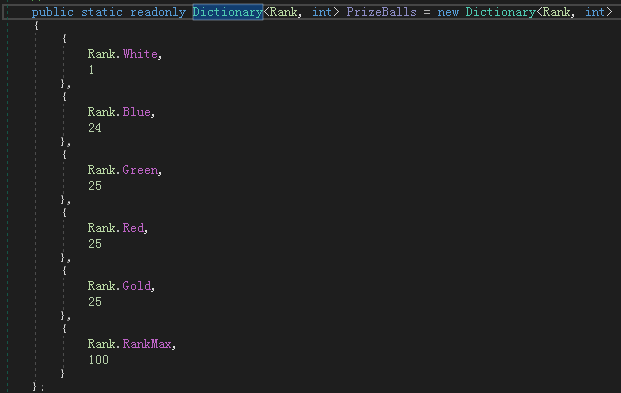 public static readonly Dictionary<Rank, int> PrizeBalls = new Dictionary<Rank, int>
{
{
Rank.White,
1
},
{
Rank.Blue,
24
},
{
Rank.Green,
25
},
{
Rank.Red,
25
},
{
Rank.Gold,
25
},
{
Rank.RankMax,
100
}
};